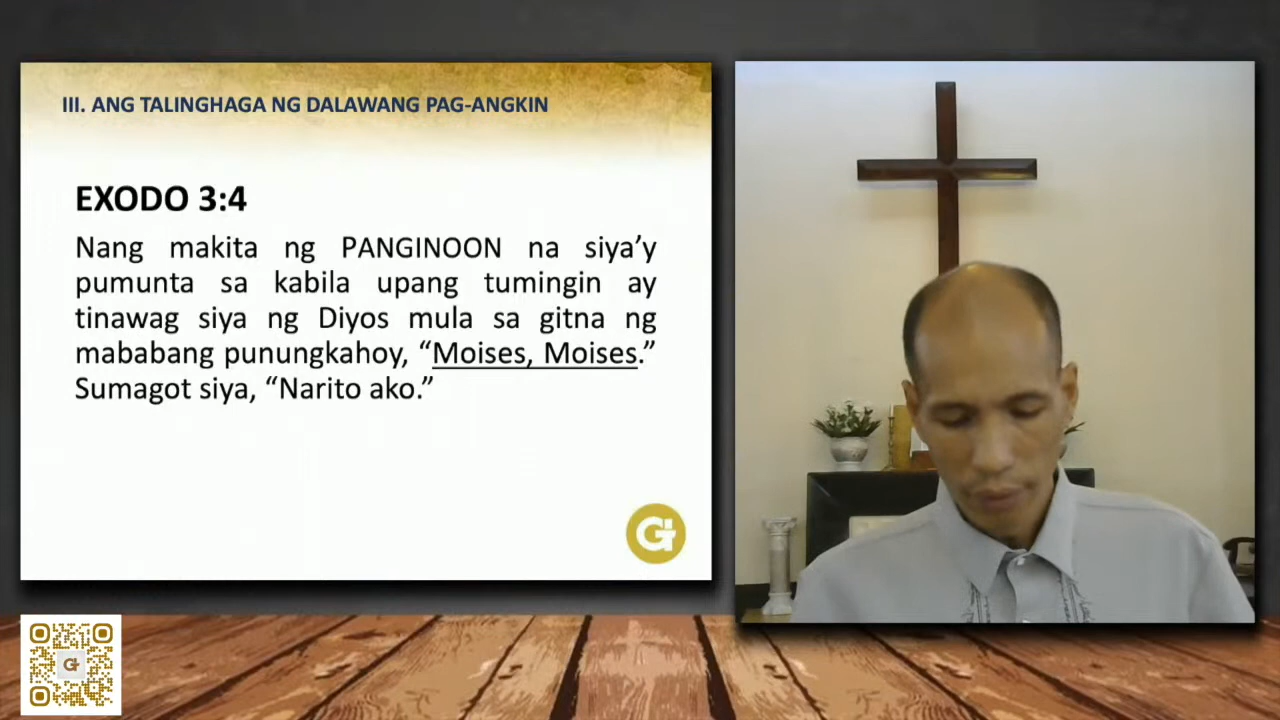 III. ANG TALINGHAGA NG DALAWANG PAG-ANGKIN
EXODO 3:4
Nang makita ng PANGINOON na siya’y
pumunta sa kabila upang tumingin ay
tinawag siya ng Diyos mula sa gitna ng
mababang punungkahoy, “Moises, Moises.”
Sumagot siya, “Narito ako.”